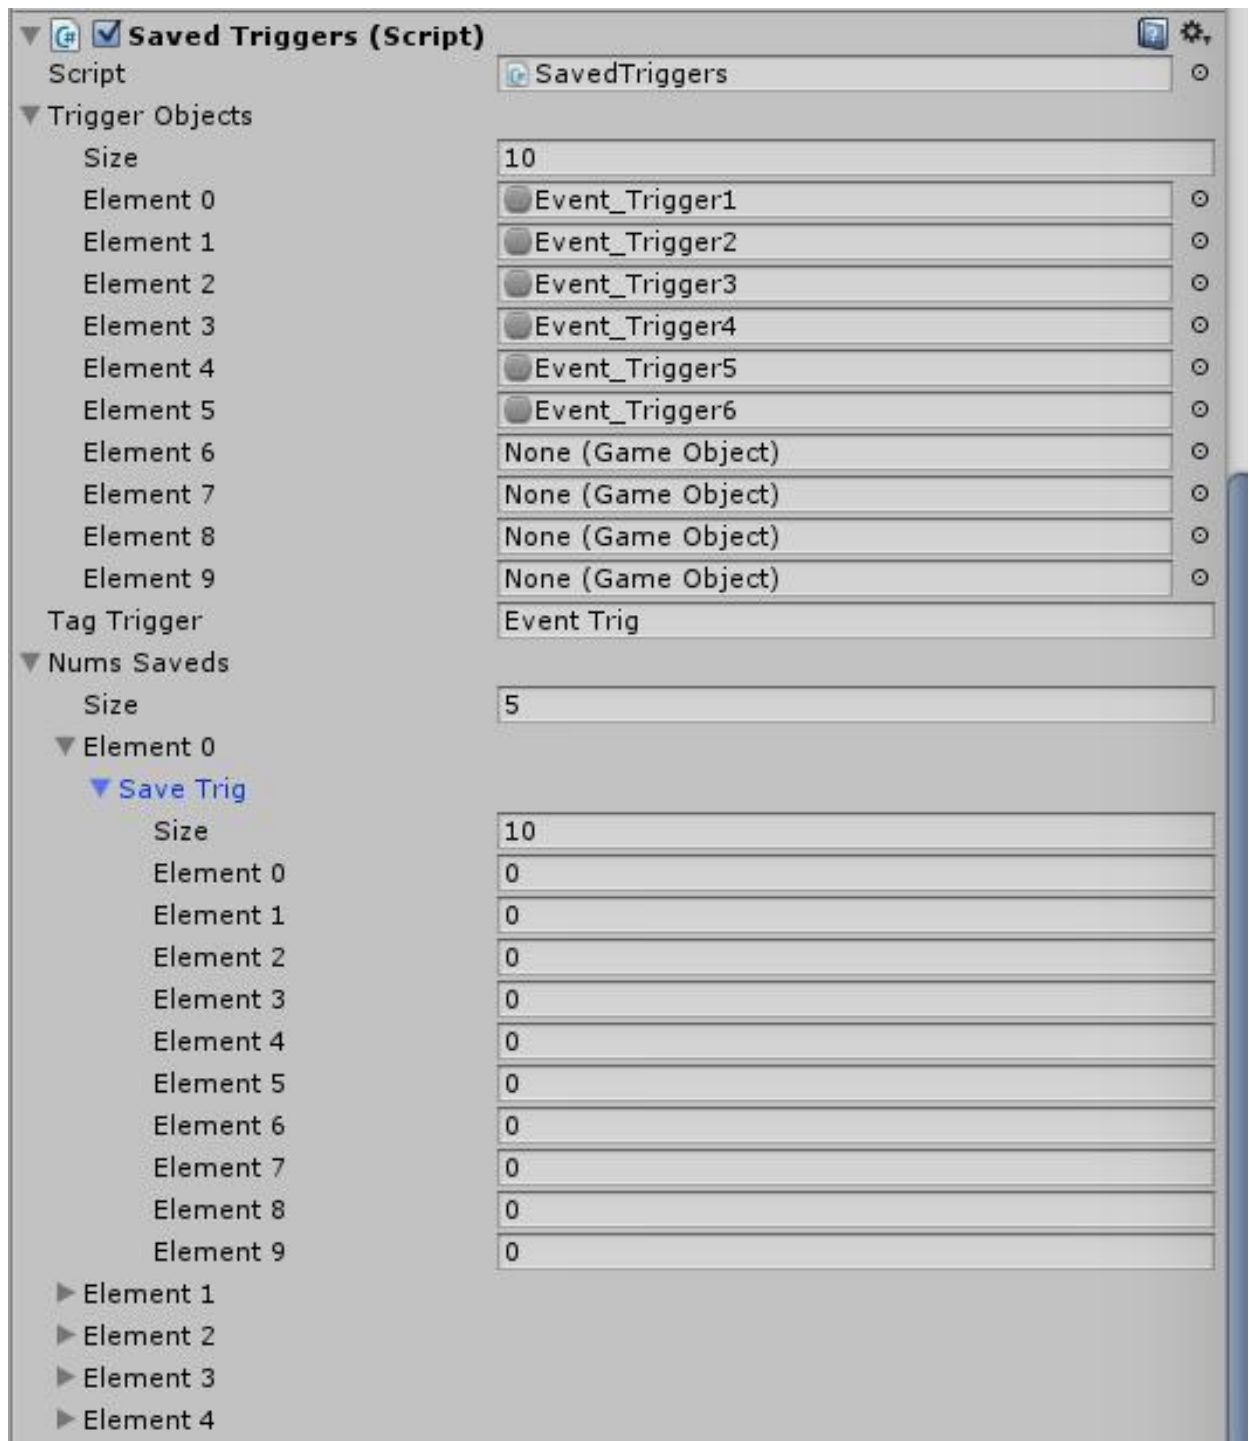 Saved Triggers (Script)
Script SavedTriggers
Trigger Objects
Size 10
Element 0 Event_Trigger1
Element 1 Event_Trigger2
Element 2 Event_Trigger3
Element 3 Event_Trigger4
Element 4 Event_Trigger5
Element 5 Event_Trigger6
Element 6 None (Game Object)
Element 7 None (Game Object)
Element 8 None (Game Object)
Element 9 None (Game Object)
Tag Trigger Event Trig
Nums Saveds
Size 5
Element 0
Save Trig
Size 10
Element 0 0
Element 1 0
Element 2 0
Element 3 0
Element 4 0
Element 5 0
Element 6 0
Element 7 0
Element 8 0
Element 9 0
Element 1
Element 2
Element 3
Element 4